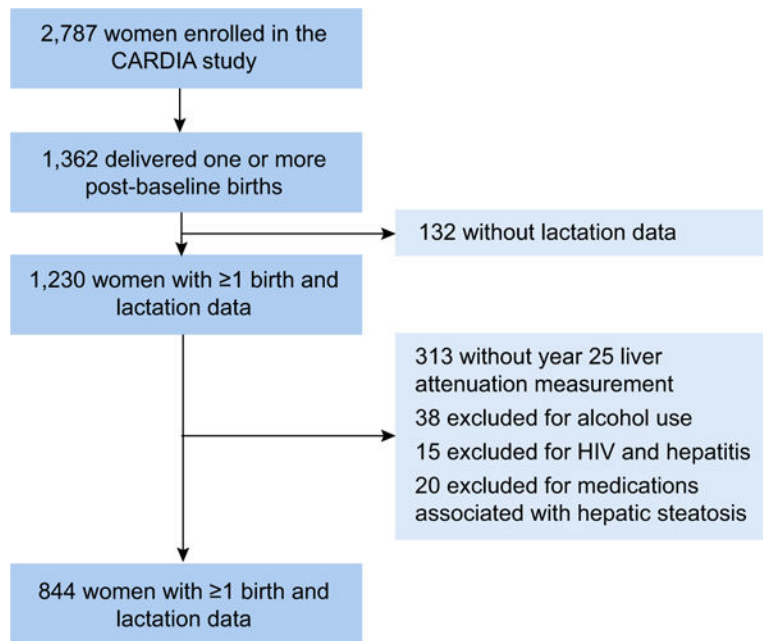 2,787 women enrolled in the
CARDIA study
1,362 delivered one or more
post-baseline births
132 without lactation data
1,230 women with ≥1 birth and
lactation data
313 without year 25 liver
attenuation measurement
38 excluded for alcohol use
15 excluded for HIV and hepatitis
20 excluded for medications
associated with hepatic steatosis
844 women with ≥1 birth and
lactation data